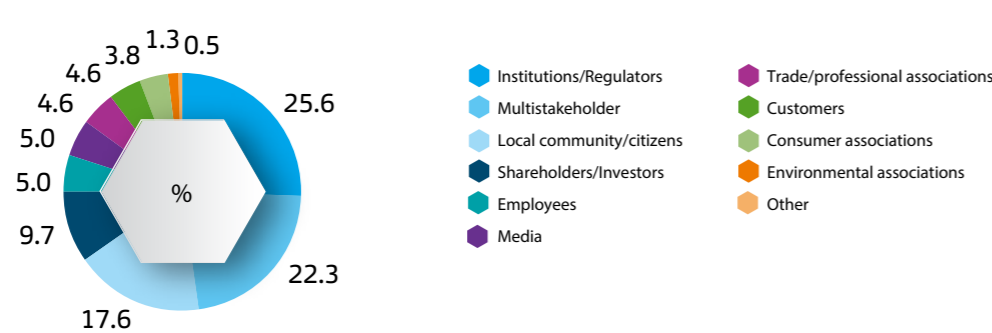 1.3
0.5
3.8
4.6
4.6
5.0
5.0
9.7
17.6
22.3
25.6
%
Institutions/Regulators
Multistakeholder
Local community/citizens
Shareholders/Investors
Employees
Media
Trade/professional associations
Customers
Consumer associations
Environmental associations
Other